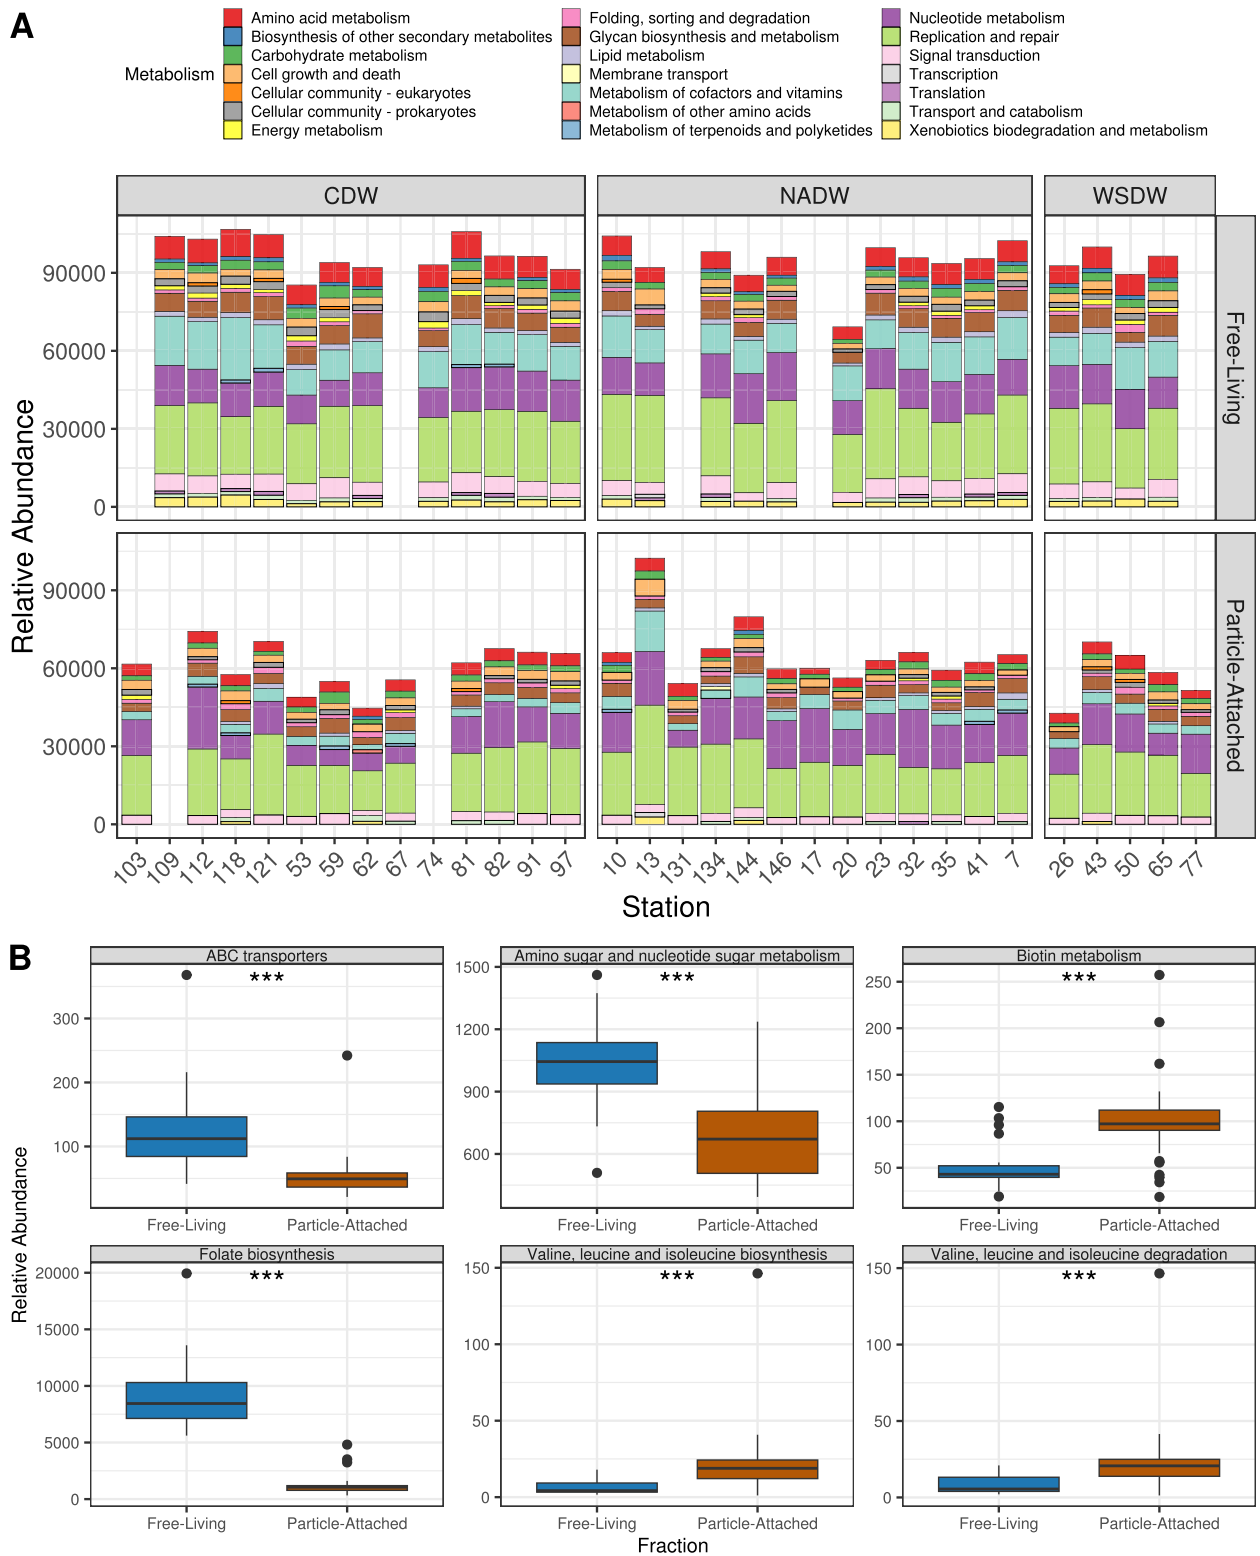 A
Metabolism
Amino acid metabolism
Biosynthesis of other secondary metabolites
Carbohydrate metabolism
Cell growth and death
Cellular community - eukaryotes
Cellular community - prokaryotes
Energy metabolism
Folding, sorting and degradation
Glycan biosynthesis and metabolism
Lipid metabolism
Membrane transport
Metabolism of cofactors and vitamins
Metabolism of other amino acids
Metabolism of terpenoids and polyketides
Nucleotide metabolism
Replication and repair
Signal transduction
Transcription
Translation
Transport and catabolism
Xenobiotics biodegradation and metabolism
CDW NADW WSDW
Relative Abundance
90000
60000
30000
0
Free-Living
90000
60000
30000
0
Particle-Attached
103 109 112 118 121 53 59 62 67 74 81 82 91 97 10 13 131 134 144 146 17 20 23 32 35 41 7 26 43 50 65 77
Station
B
Relative Abundance
ABC transporters
***
300
200
100
Free-Living Particle-Attached
Amino sugar and nucleotide sugar metabolism
***
1500
1200
900
600
Free-Living Particle-Attached
Biotin metabolism
***
250
200
150
100
50
Free-Living Particle-Attached
Folate biosynthesis
***
20000
15000
10000
5000
0
Free-Living Particle-Attached
Valine, leucine and isoleucine biosynthesis
***
150
100
50
0
Free-Living Particle-Attached
Valine, leucine and isoleucine degradation
***
150
100
50
0
Free-Living Particle-Attached
Fraction